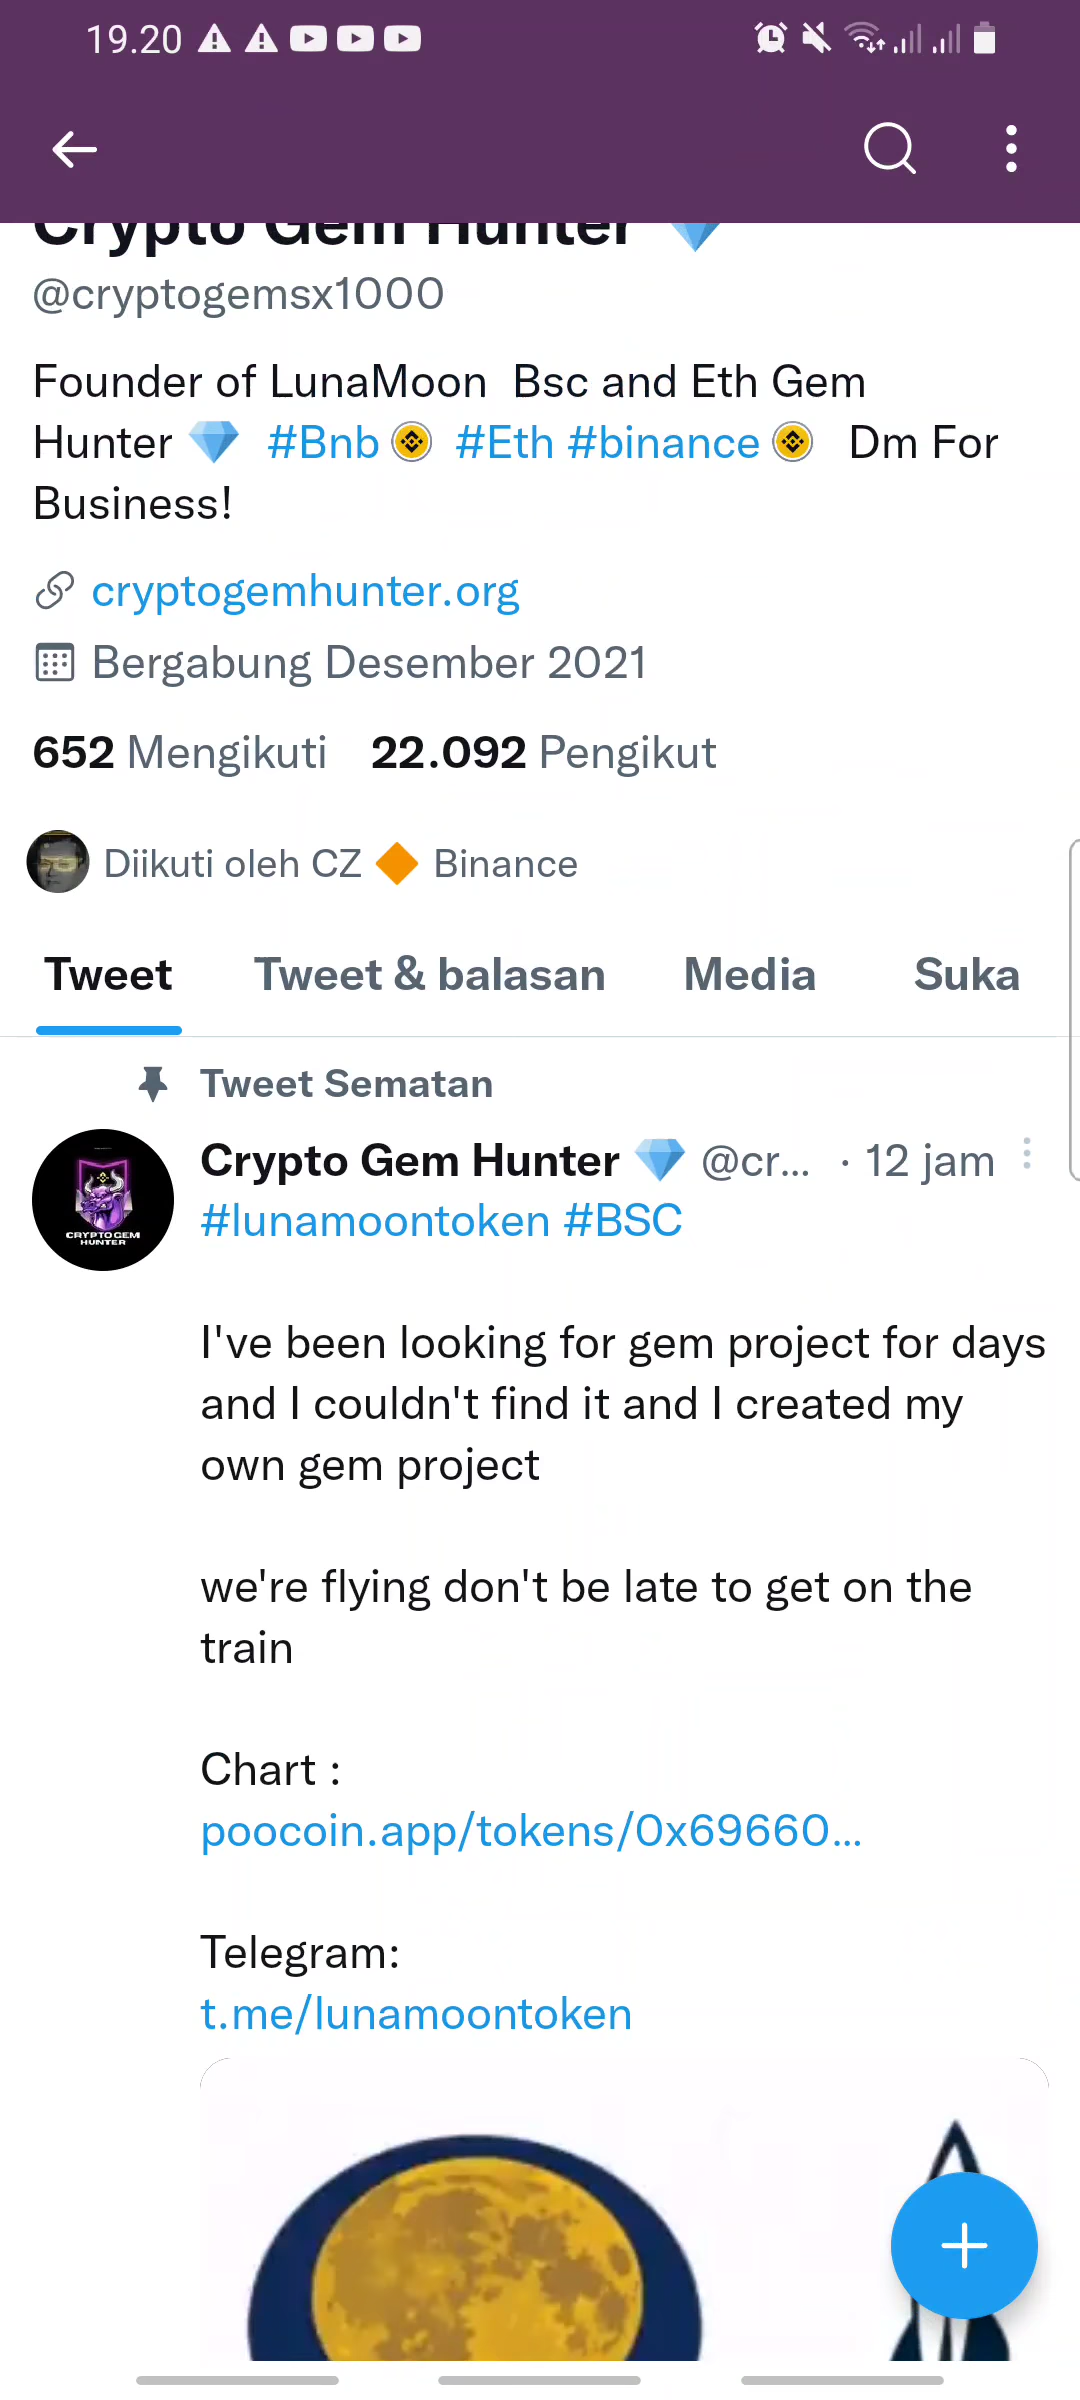 19.20
Crypto Gem Hunter 💎
@cryptogemsx1000
Founder of LunaMoon Bsc and Eth Gem
Hunter 💎 #Bnb #Eth #binance Dm For
Business!
cryptogemhunter.org
Bergabung Desember 2021
652 Mengikuti 22.092 Pengikut
Diikuti oleh CZ 🔶 Binance
Tweet Tweet & balasan Media Suka
Tweet Sematan
Crypto Gem Hunter 💎 @cr... · 12 jam
CRYPTO GEM
HUNTER
#lunamoontoken #BSC
I've been looking for gem project for days
and I couldn't find it and I created my
own gem project
we're flying don't be late to get on the
train
Chart :
poocoin.app/tokens/0x69660...
Telegram:
t.me/lunamoontoken